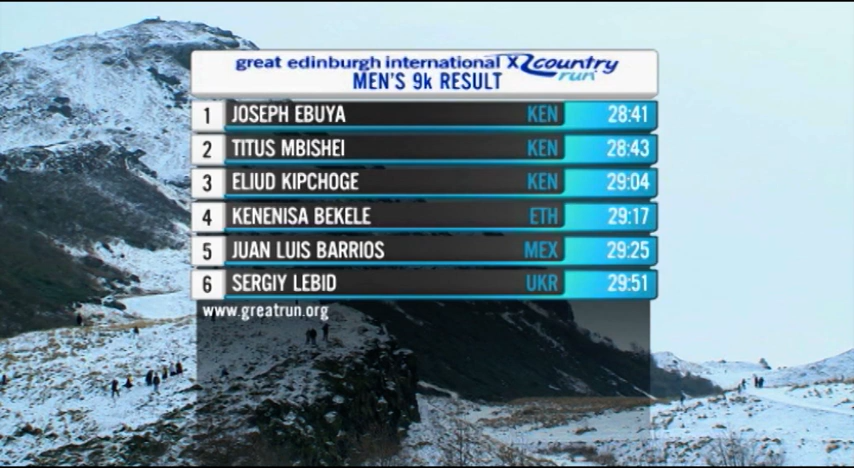 great edinburgh international X country
run
MEN'S 9k RESULT
1 JOSEPH EBUYA KEN 28:41
2 TITUS MBISHEI KEN 28:43
3 ELIUD KIPCHOGE KEN 29:04
4 KENENISA BEKELE ETH 29:17
5 JUAN LUIS BARRIOS MEX 29:25
6 SERGIY LEBID UKR 29:51
www.greatrun.org